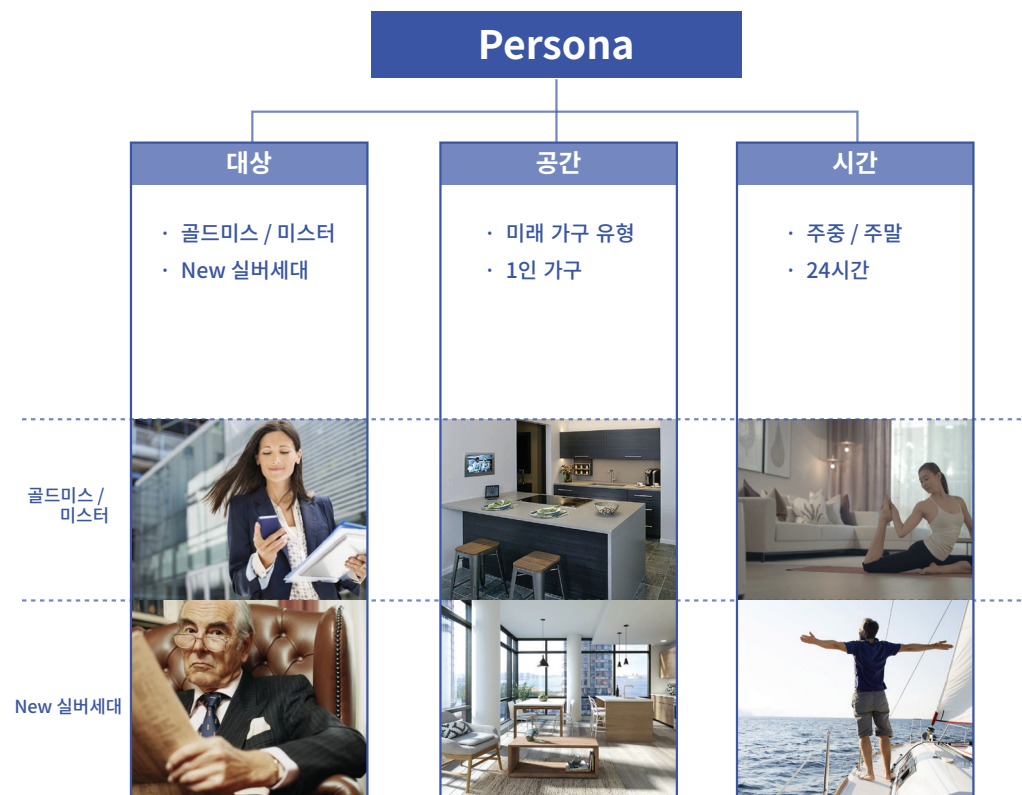 Persona
대상
· 골드미스 / 미스터
· New 실버세대
공간
· 미래 가구 유형
· 1인 가구
시간
· 주중 / 주말
· 24시간
골드미스 /
미스터
New 실버세대